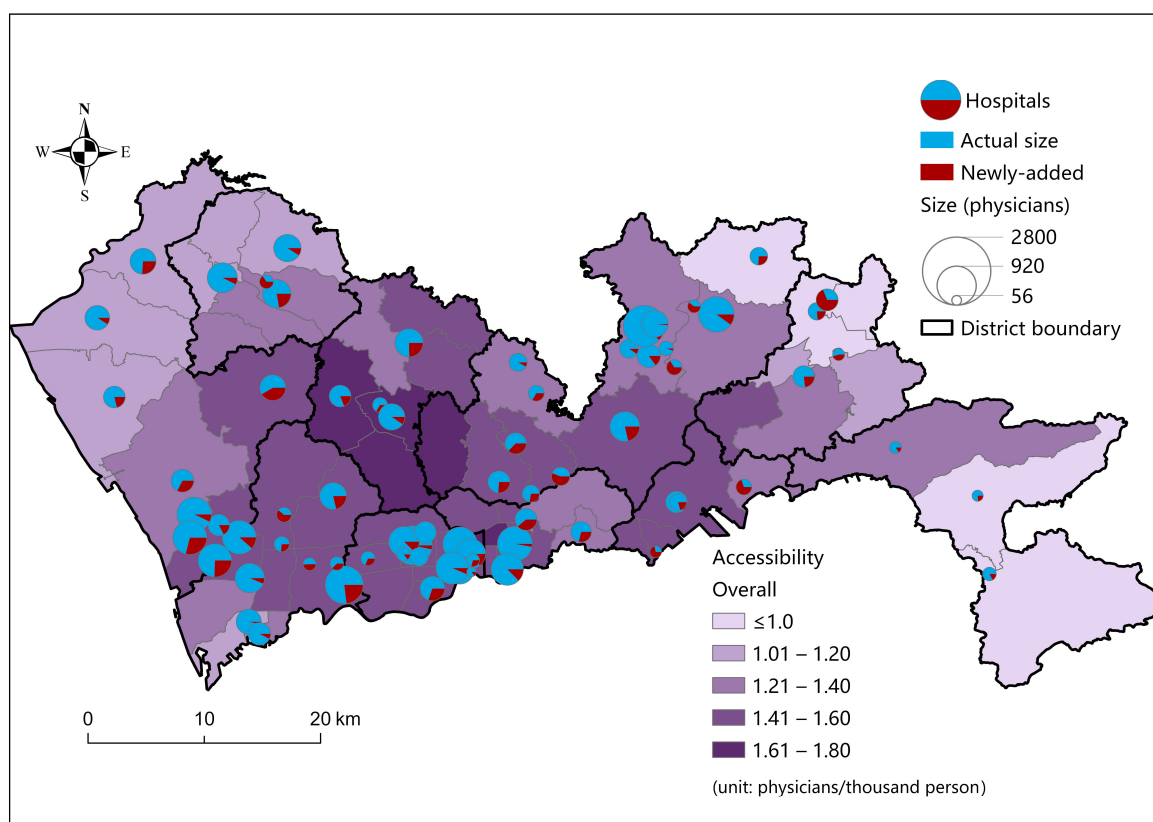 N
W E
S
Hospitals
Actual size
Newly-added
Size (physicians)
2800
920
56
District boundary
Accessibility
Overall
≤1.0
1.01 – 1.20
1.21 – 1.40
1.41 – 1.60
1.61 – 1.80
(unit: physicians/thousand person)
0 10 20 km